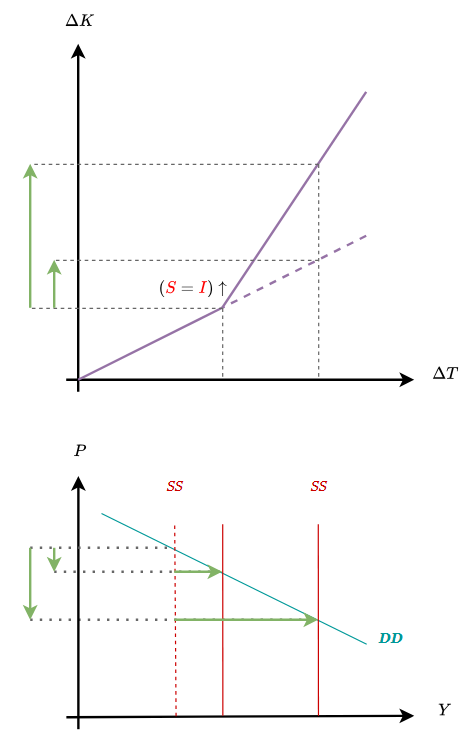 ΔK
(S = I) ↑
ΔT
P
SS SS
DD
Y